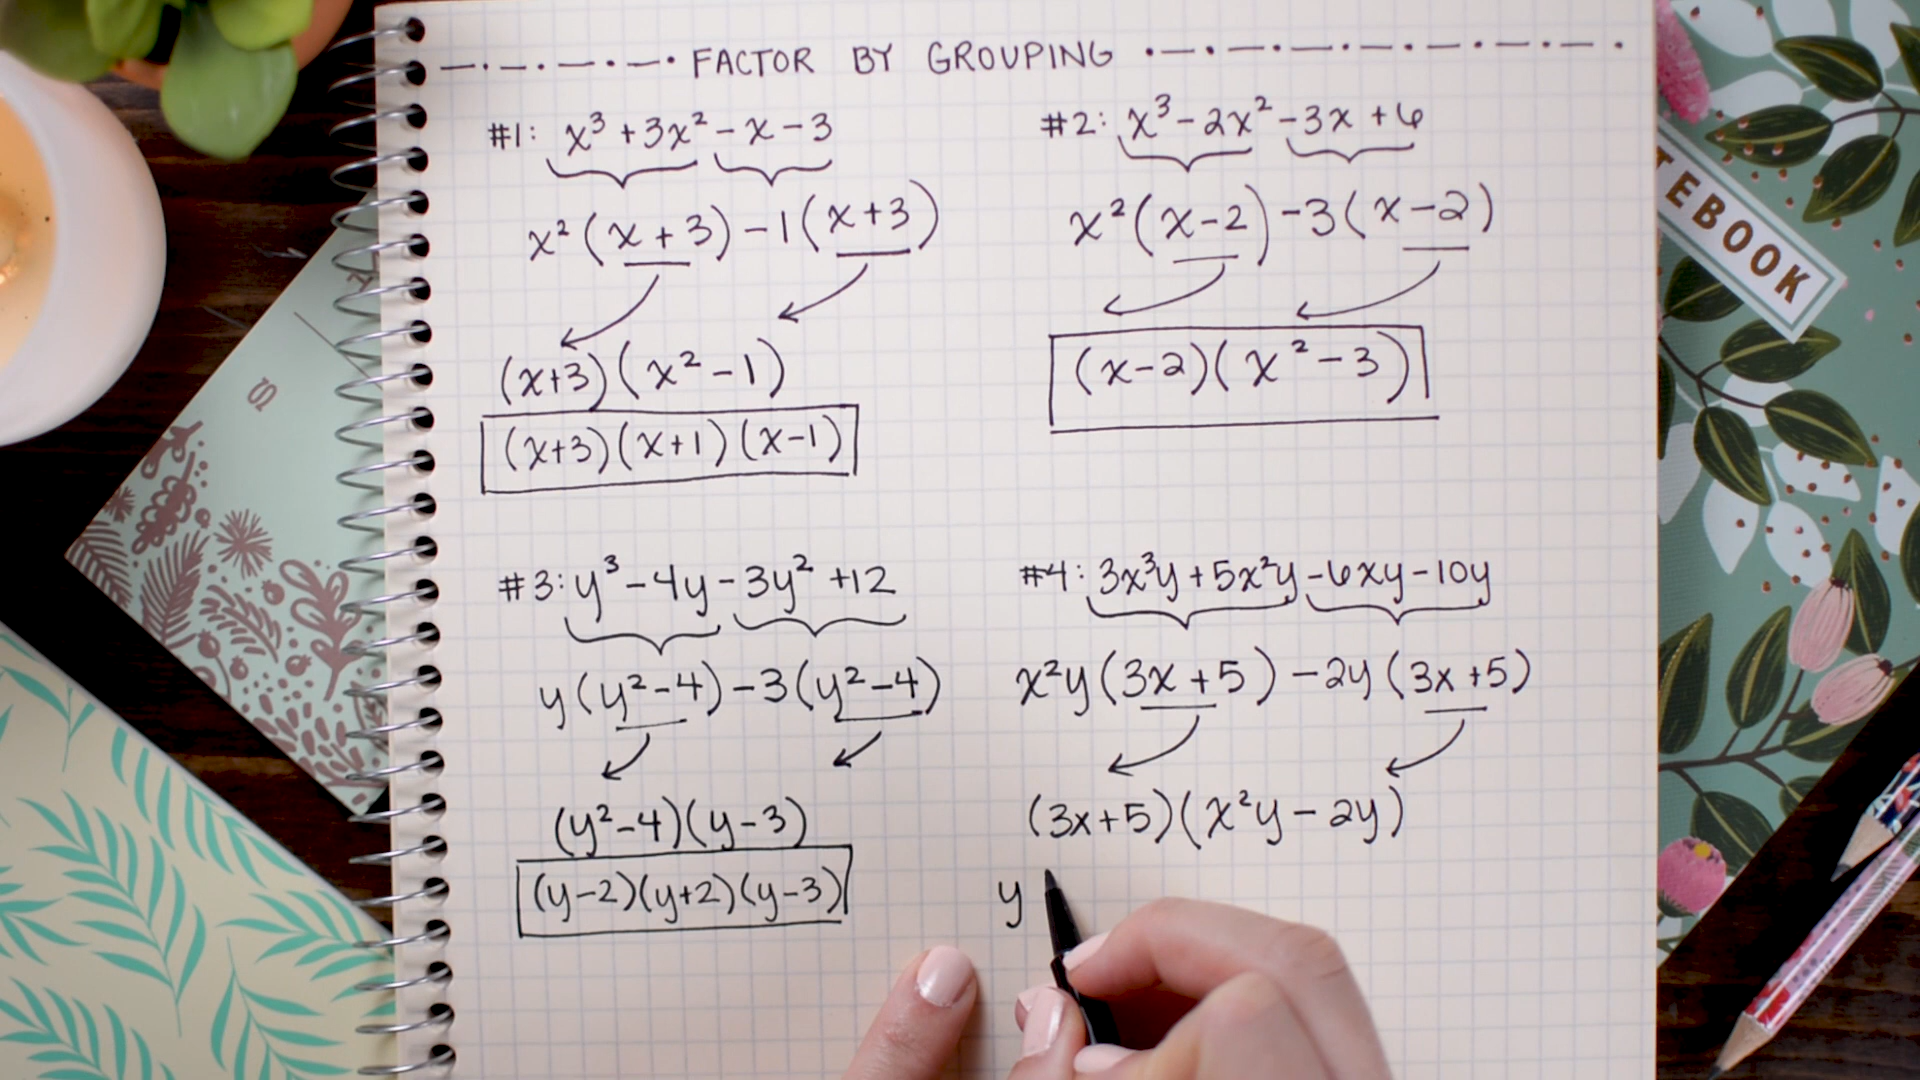 FACTOR BY GROUPING
#1: x³ + 3x² - x - 3
x² (x + 3) - 1 (x + 3)
(x+3) (x² - 1)
(x+3) (x+1) (x-1)
#2: x³ - 2x² - 3x + 6
x² (x - 2) - 3 (x - 2)
(x-2) (x² - 3)
#3: y³ - 4y - 3y² + 12
y (y² - 4) - 3 (y² - 4)
(y² - 4) (y - 3)
(y-2) (y+2) (y-3)
#4: 3x³y + 5x²y - 6xy - 10y
x²y (3x + 5) - 2y (3x + 5)
(3x+5) (x²y - 2y)
y
TEBOOK
S